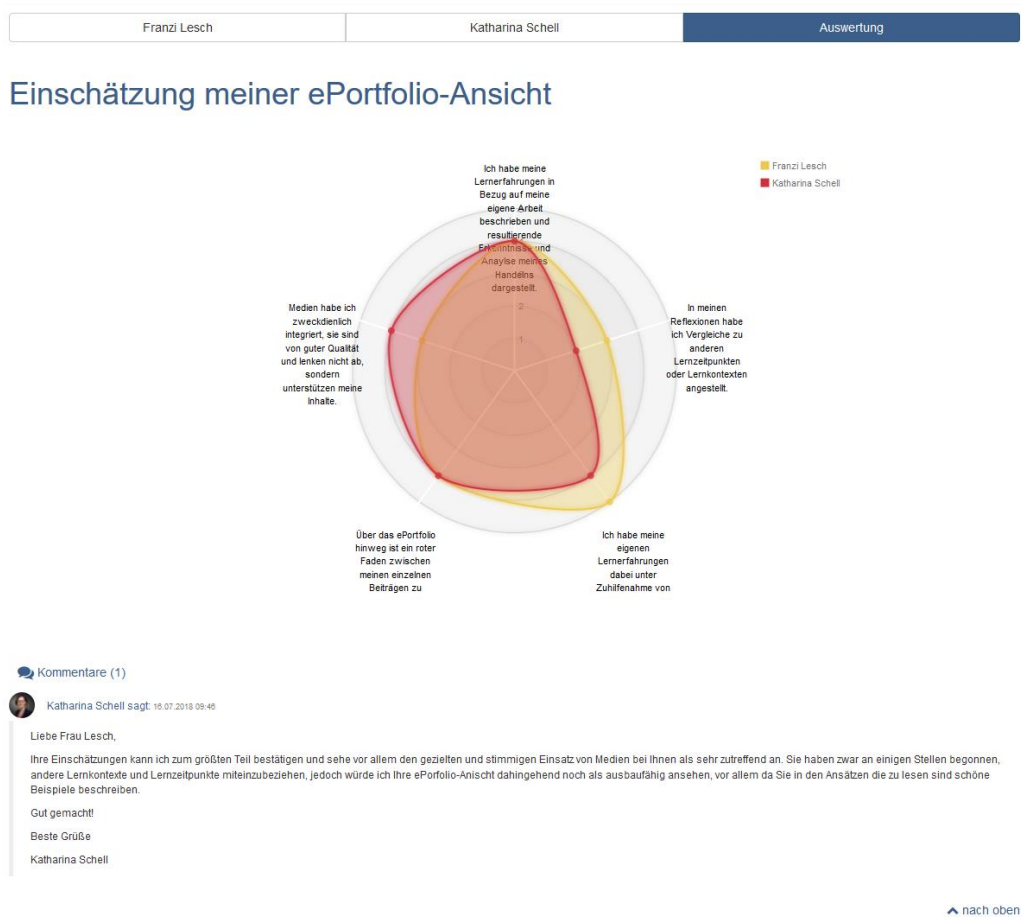 Franzi Lesch
Katharina Schell
Auswertung
Einschätzung meiner ePortfolio-Ansicht
Franzi Lesch
Katharina Schell
Ich habe meine
Lernerfahrungen in
Bezug auf meine
eigene Arbeit
beschrieben und
resultierende
Erkenntnisse und
Anaylse meines
Handelns
dargestellt.
2
1
In meinen
Reflexionen habe
ich Vergleiche zu
anderen
Lernzeitpunkten
oder Lernkontexten
angestellt.
Medien habe ich
zweckdienlich
integriert, sie sind
von guter Qualität
und lenken nicht ab,
sondern
unterstützen meine
Inhalte.
Über das ePortfolio
hinweg ist ein roter
Faden zwischen
meinen einzelnen
Beiträgen zu
Ich habe meine
eigenen
Lernerfahrungen
dabei unter
Zuhilfenahme von
Kommentare (1)
Katharina Schell sagt: 16.07.2018 09:46
Liebe Frau Lesch,
Ihre Einschätzungen kann ich zum größten Teil bestätigen und sehe vor allem den gezielten und stimmigen Einsatz von Medien bei Ihnen als sehr zutreffend an. Sie haben zwar an einigen Stellen begonnen,
andere Lernkontexte und Lernzeitpunkte miteinzubeziehen, jedoch würde ich Ihre ePorfolio-Anischt dahingehend noch als ausbaufähig ansehen, vor allem da Sie in den Ansätzen die zu lesen sind schöne
Beispiele beschreiben.
Gut gemacht!
Beste Grüße
Katharina Schell
nach oben